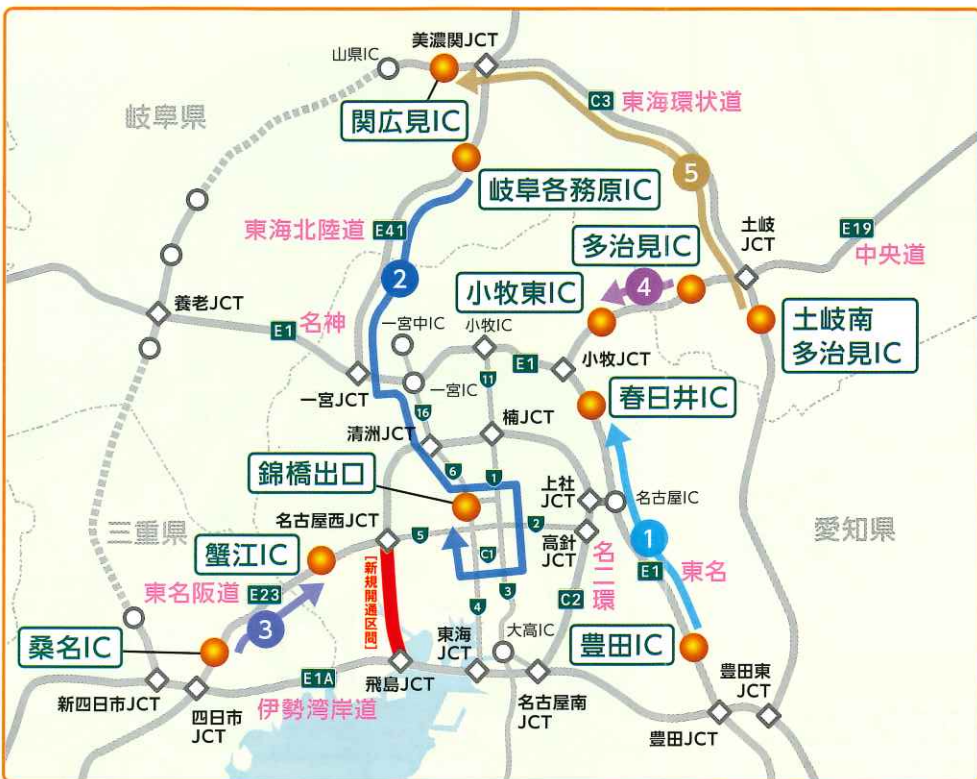 美濃関JCT
山県IC
岐阜県
関広見IC
C3
東海環状道
岐阜各務原IC
5
東海北陸道
E41
2
土岐
JCT
E19
中央道
多治見IC
4
小牧東IC
養老JCT
E1
名神
一宮中IC
小牧IC
E1
小牧JCT
土岐南
多治見IC
一宮JCT
一宮IC
11
16
春日井IC
清洲JCT
楠JCT
錦橋出口
6
1
上社
JCT
名古屋IC
三重県
名古屋西JCT
5
2
愛知県
蟹江IC
高針
JCT
1
C1
名二環
E1
東名
[新規開通区間]
東名阪道
E23
3
3
C2
4
桑名IC
東海
JCT
大高IC
豊田IC
E1A
飛島JCT
豊田東
JCT
新四日市JCT
四日市
JCT
伊勢湾岸道
名古屋南
JCT
豊田JCT